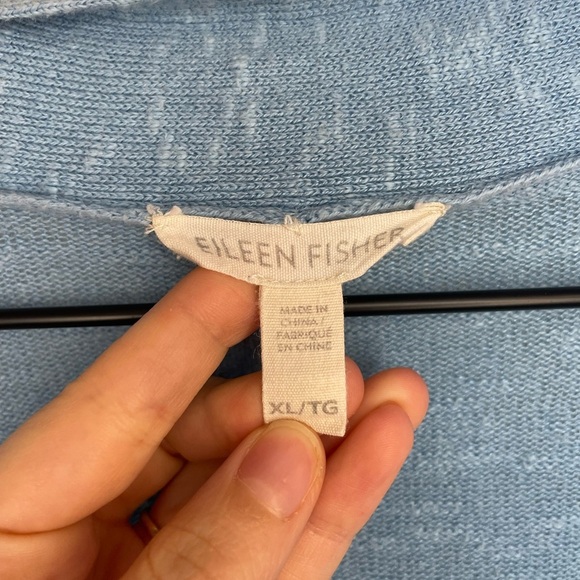 EILEEN FISHER
MADE IN
CHINA /
FABRIQUÉ
EN CHINE
XL/TG